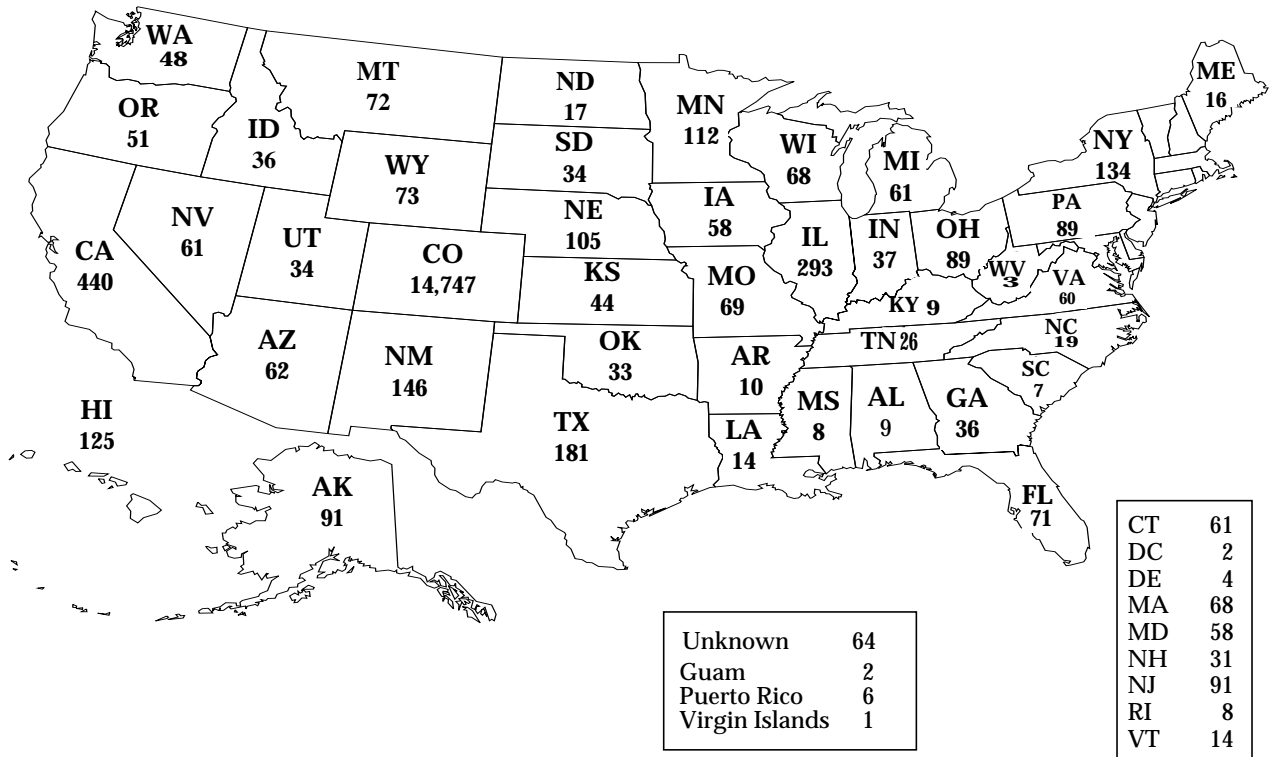 WA
48
MT
72
ND
17
ME
16
OR
51
ID
36
MN
112
WI
68
MI
61
NY
134
SD
34
WY
73
IA
58
PA
89
NE
105
NV
61
UT
34
CO
14,747
CA
440
IL
293
IN
37
OH
89
WV
3
VA
60
KS
44
MO
69
KY 9
NC
19
TN 26
AZ
62
NM
146
OK
33
AR
10
SC
7
MS
8
AL
9
GA
36
HI
125
TX
181
LA
14
AK
91
FL
71
CT 61
DC 2
DE 4
MA 68
MD 58
NH 31
NJ 91
RI 8
VT 14
Unknown 64
Guam 2
Puerto Rico 6
Virgin Islands 1